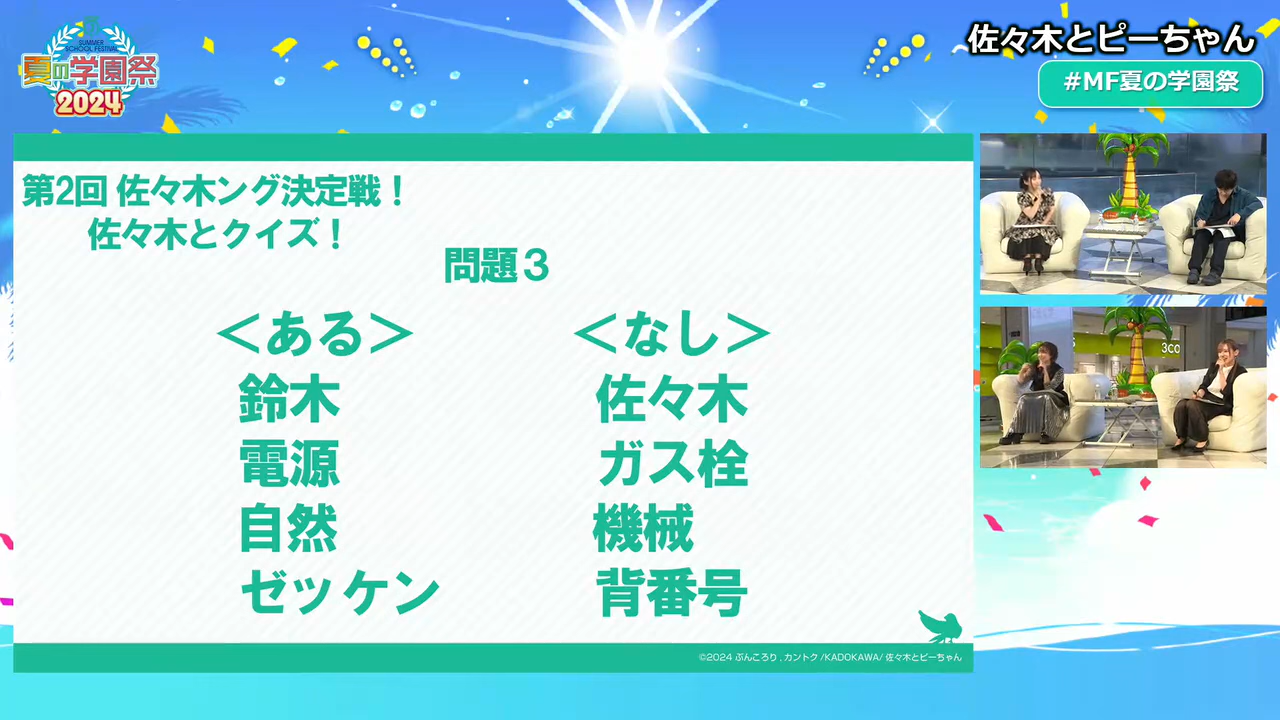 SUMMER
SCHOOL FESTIVAL
夏の学園祭
2024
佐々木とピーちゃん
#MF夏の学園祭
第2回 佐々木ング決定戦！
佐々木とクイズ！
問題３
＜ある＞ ＜なし＞
鈴木 佐々木
電源 ガス栓
自然 機械
ゼッケン 背番号
©2024 ぶんころり , カントク /KADOKAWA/ 佐々木とピーちゃん
3CO